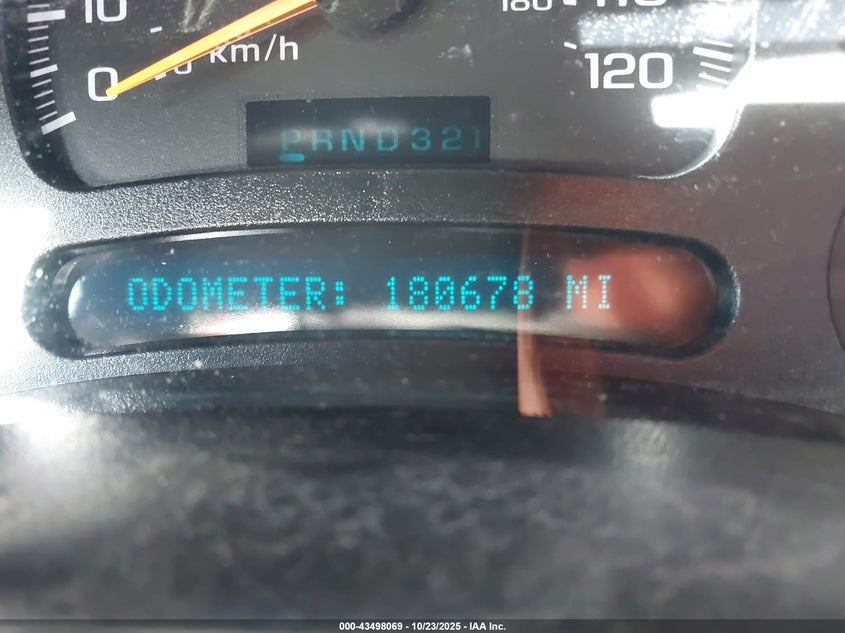 10
0
km/h
120
PRND321
ODOMETER: 180678 MI
000-43498069 - 10/23/2025 - IAA Inc.